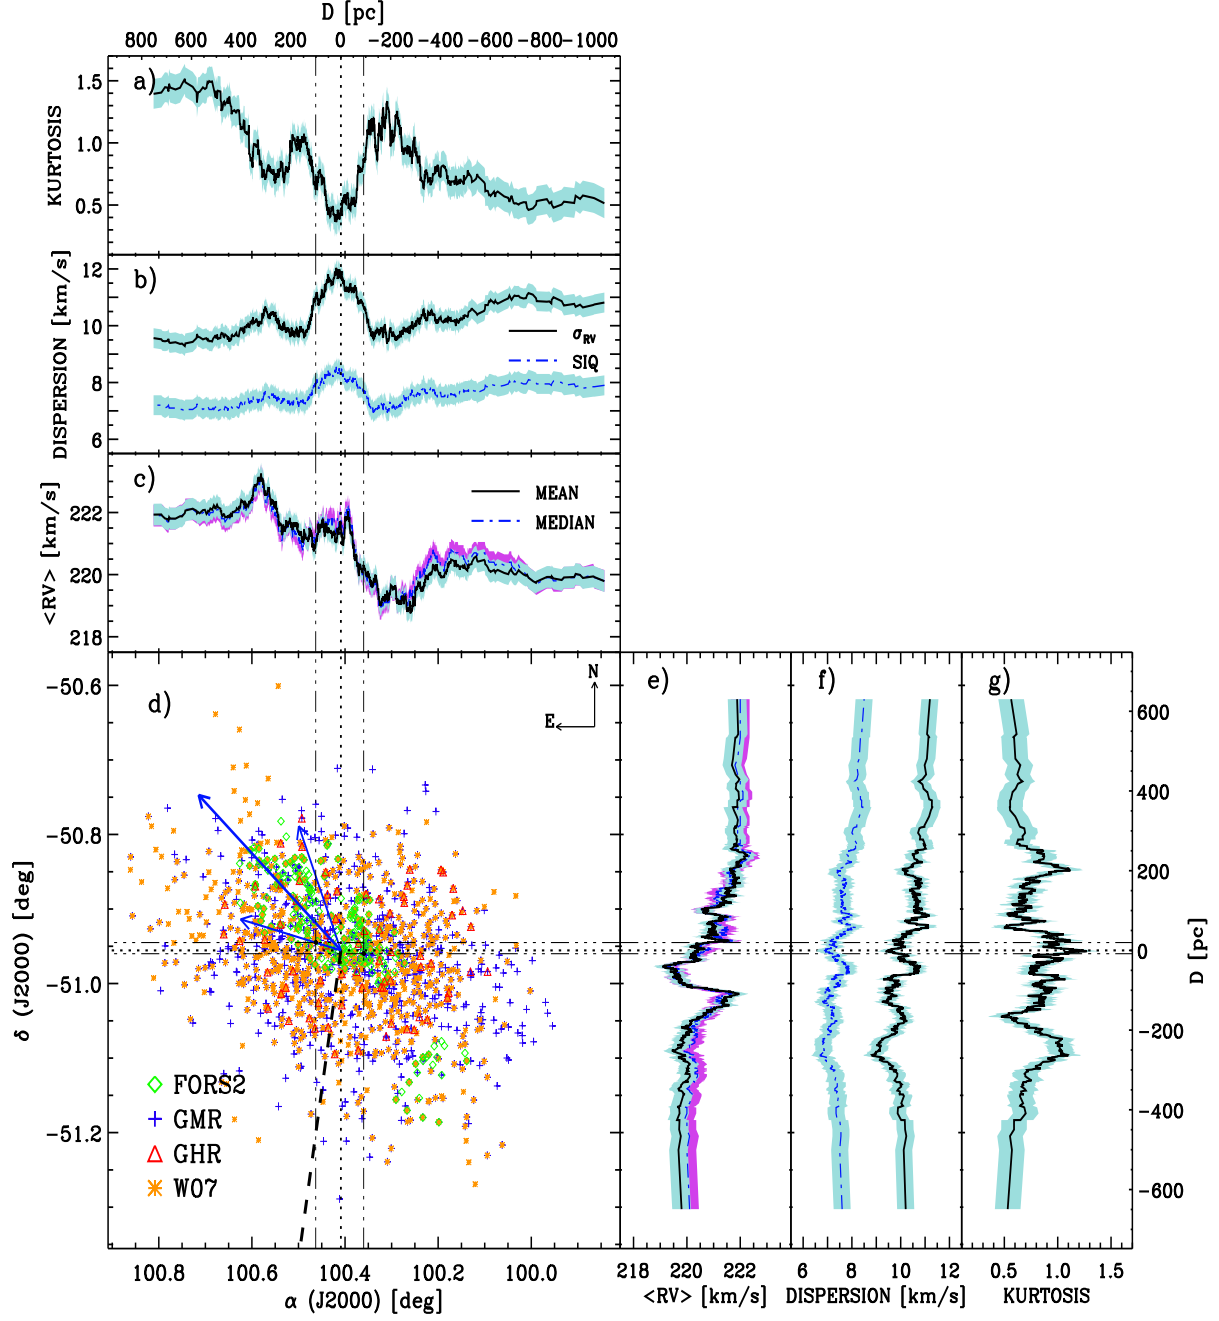 D [pc]
800 600 400 200 0 -200 -400 -600 -800 -1000
a)
KURTOSIS
1.5
1.0
0.5
b)
DISPERSION [km/s]
12
10
8
6
σRV
SIQ
c)
<RV> [km/s]
222
220
218
MEAN
MEDIAN
d)
N
E
δ (J2000) [deg]
-50.6
-50.8
-51.0
-51.2
FORS2
GMR
GHR
W07
100.8 100.6 100.4 100.2 100.0
α (J2000) [deg]
e)
218 220 222
<RV> [km/s]
f)
6 8 10 12
DISPERSION [km/s]
g)
0.5 1.0 1.5
KURTOSIS
600
400
200
0
-200
-400
-600
D [pc]